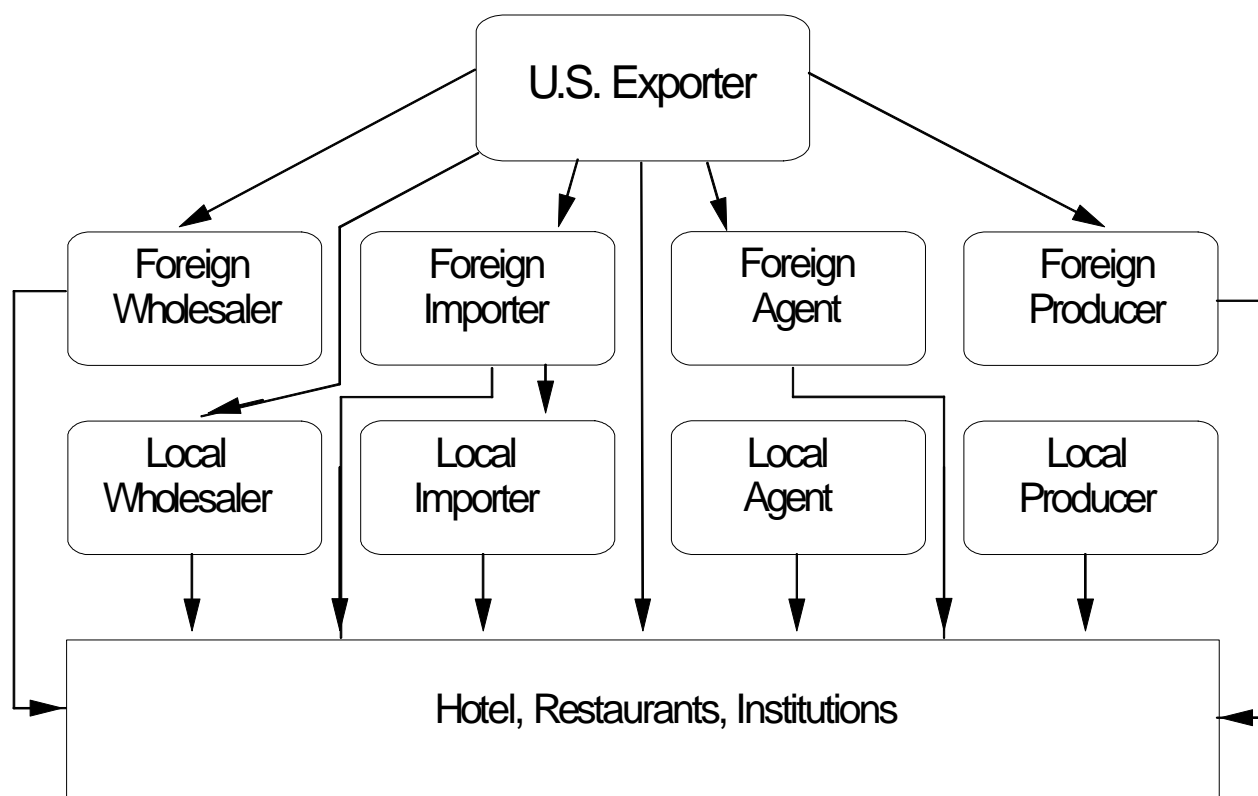 U.S. Exporter
Foreign
Wholesaler
Foreign
Importer
Foreign
Agent
Foreign
Producer
Local
Wholesaler
Local
Importer
Local
Agent
Local
Producer
Hotel, Restaurants, Institutions